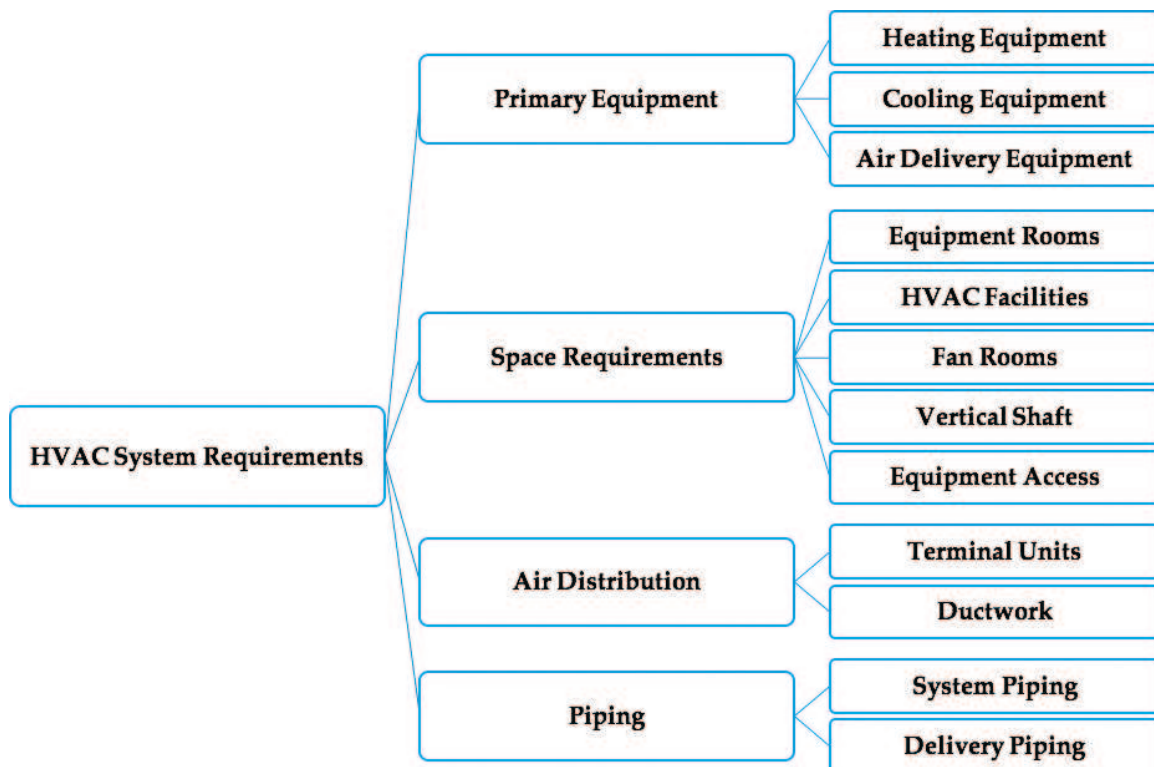 HVAC System Requirements
Primary Equipment
Heating Equipment
Cooling Equipment
Air Delivery Equipment
Space Requirements
Equipment Rooms
HVAC Facilities
Fan Rooms
Vertical Shaft
Equipment Access
Air Distribution
Terminal Units
Ductwork
Piping
System Piping
Delivery Piping